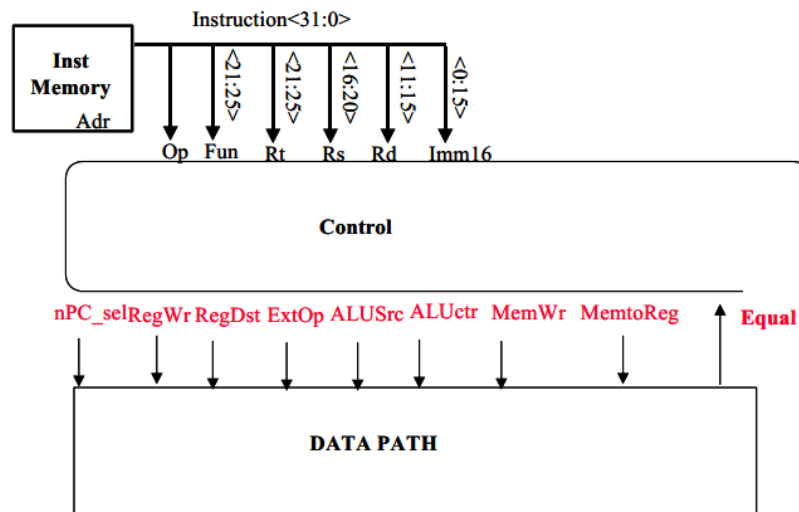 Instruction<31:0>
Inst
Memory
Adr
<21:25>
<21:25>
<16:20>
<11:15>
<0:15>
Op Fun Rt Rs Rd Imm16
Control
nPC_sel RegWr RegDst ExtOp ALUSrc ALUctr MemWr MemtoReg Equal
DATA PATH